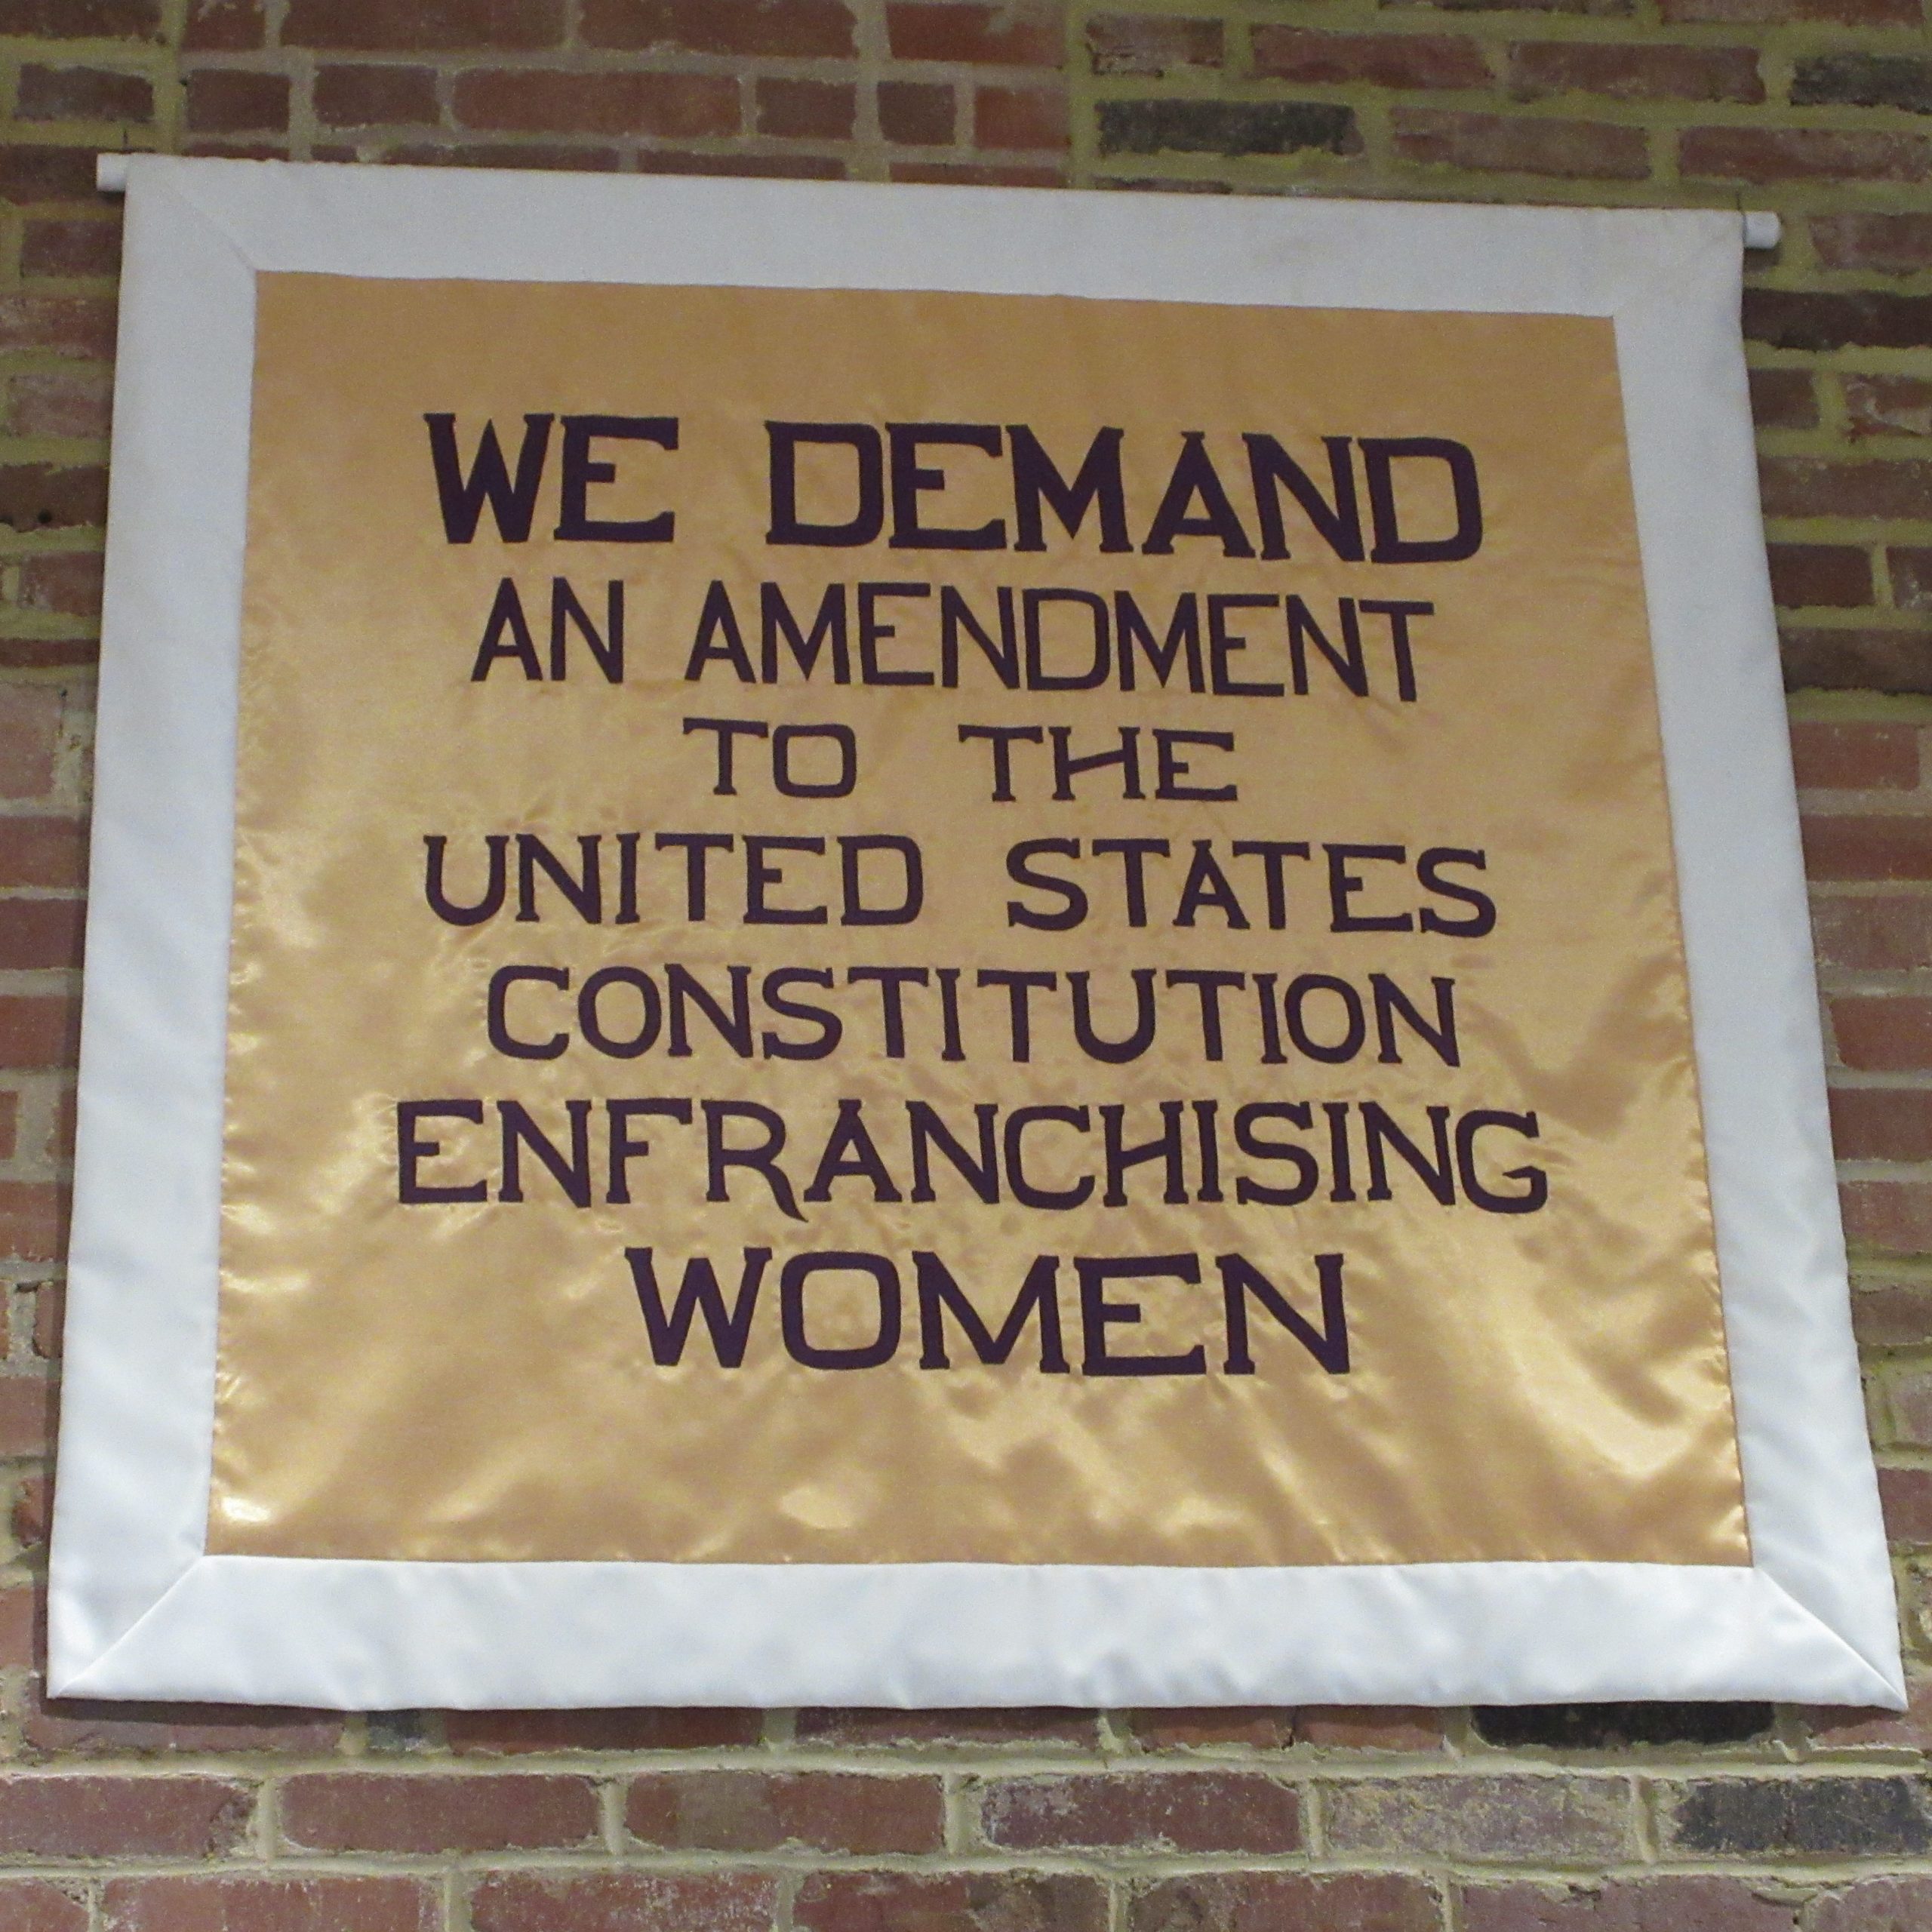 WE DEMAND
AN AMENDMENT
TO THE
UNITED STATES
CONSTITUTION
ENFRANCHISING
WOMEN